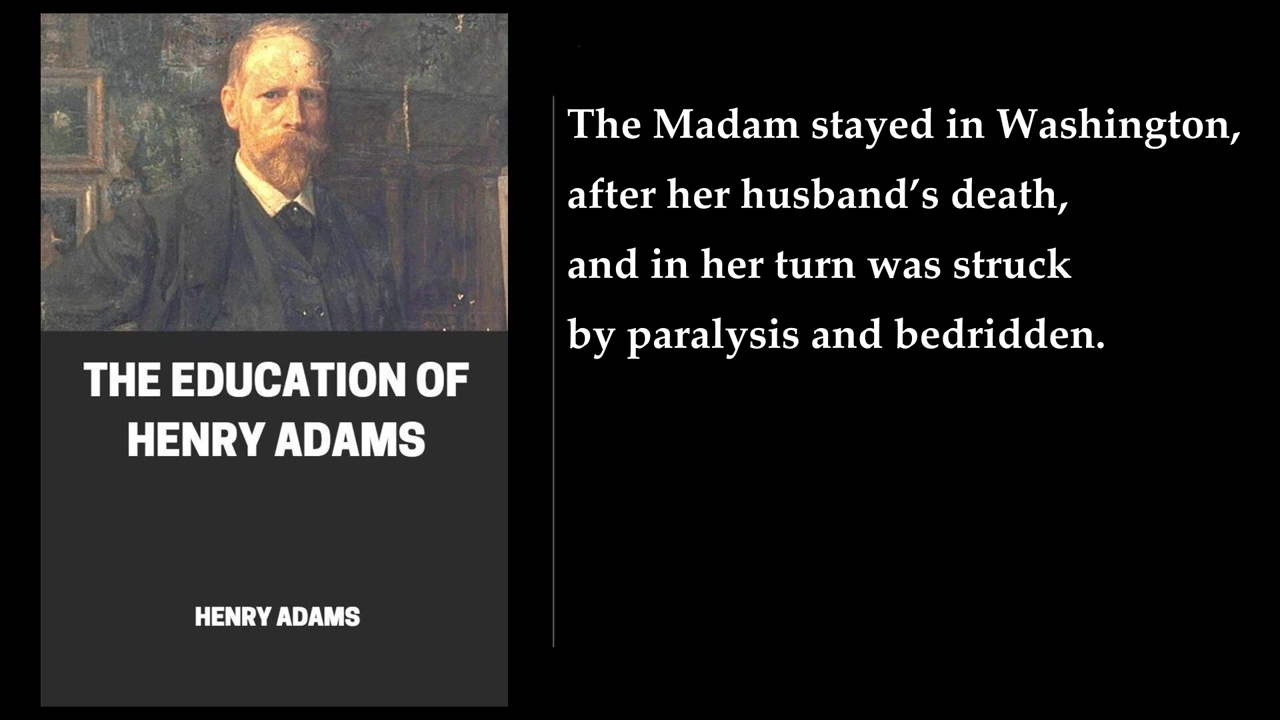 THE EDUCATION OF
HENRY ADAMS
HENRY ADAMS
The Madam stayed in Washington,
after her husband’s death,
and in her turn was struck
by paralysis and bedridden.